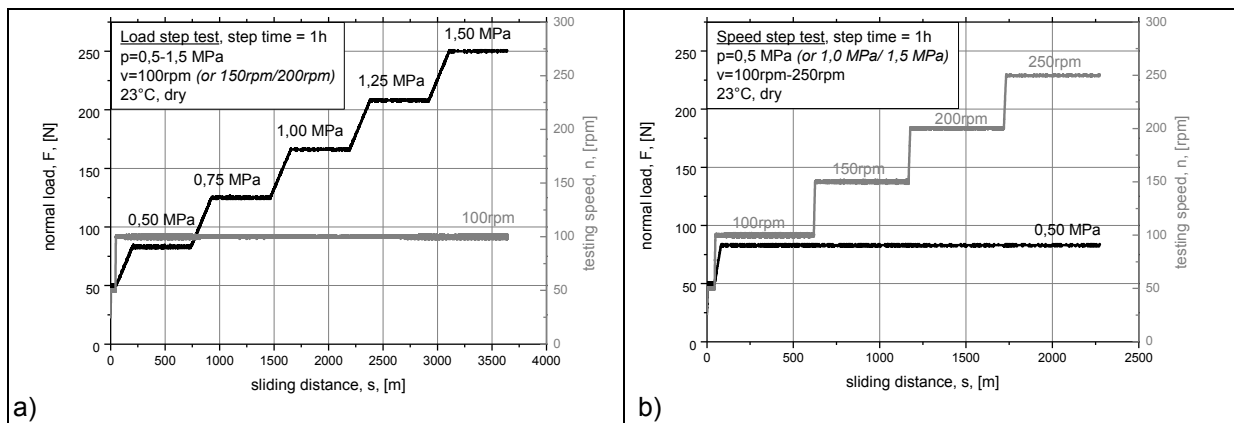 Load step test, step time = 1h
p=0,5-1,5 MPa
v=100rpm (or 150rpm/200rpm)
23°C, dry
0,50 MPa
0,75 MPa
1,00 MPa
1,25 MPa
1,50 MPa
100rpm
normal load, F, [N]
0
50
100
150
200
250
testing speed, n, [rpm]
0
50
100
150
200
250
300
0 500 1000 1500 2000 2500 3000 3500 4000
sliding distance, s, [m]
a)
Speed step test, step time = 1h
p=0,5 MPa (or 1,0 MPa/ 1,5 MPa)
v=100rpm-250rpm
23°C, dry
100rpm
150rpm
200rpm
250rpm
0,50 MPa
normal load, F, [N]
0
50
100
150
200
250
testing speed, n, [rpm]
0
50
100
150
200
250
300
0 500 1000 1500 2000 2500
sliding distance, s, [m]
b)